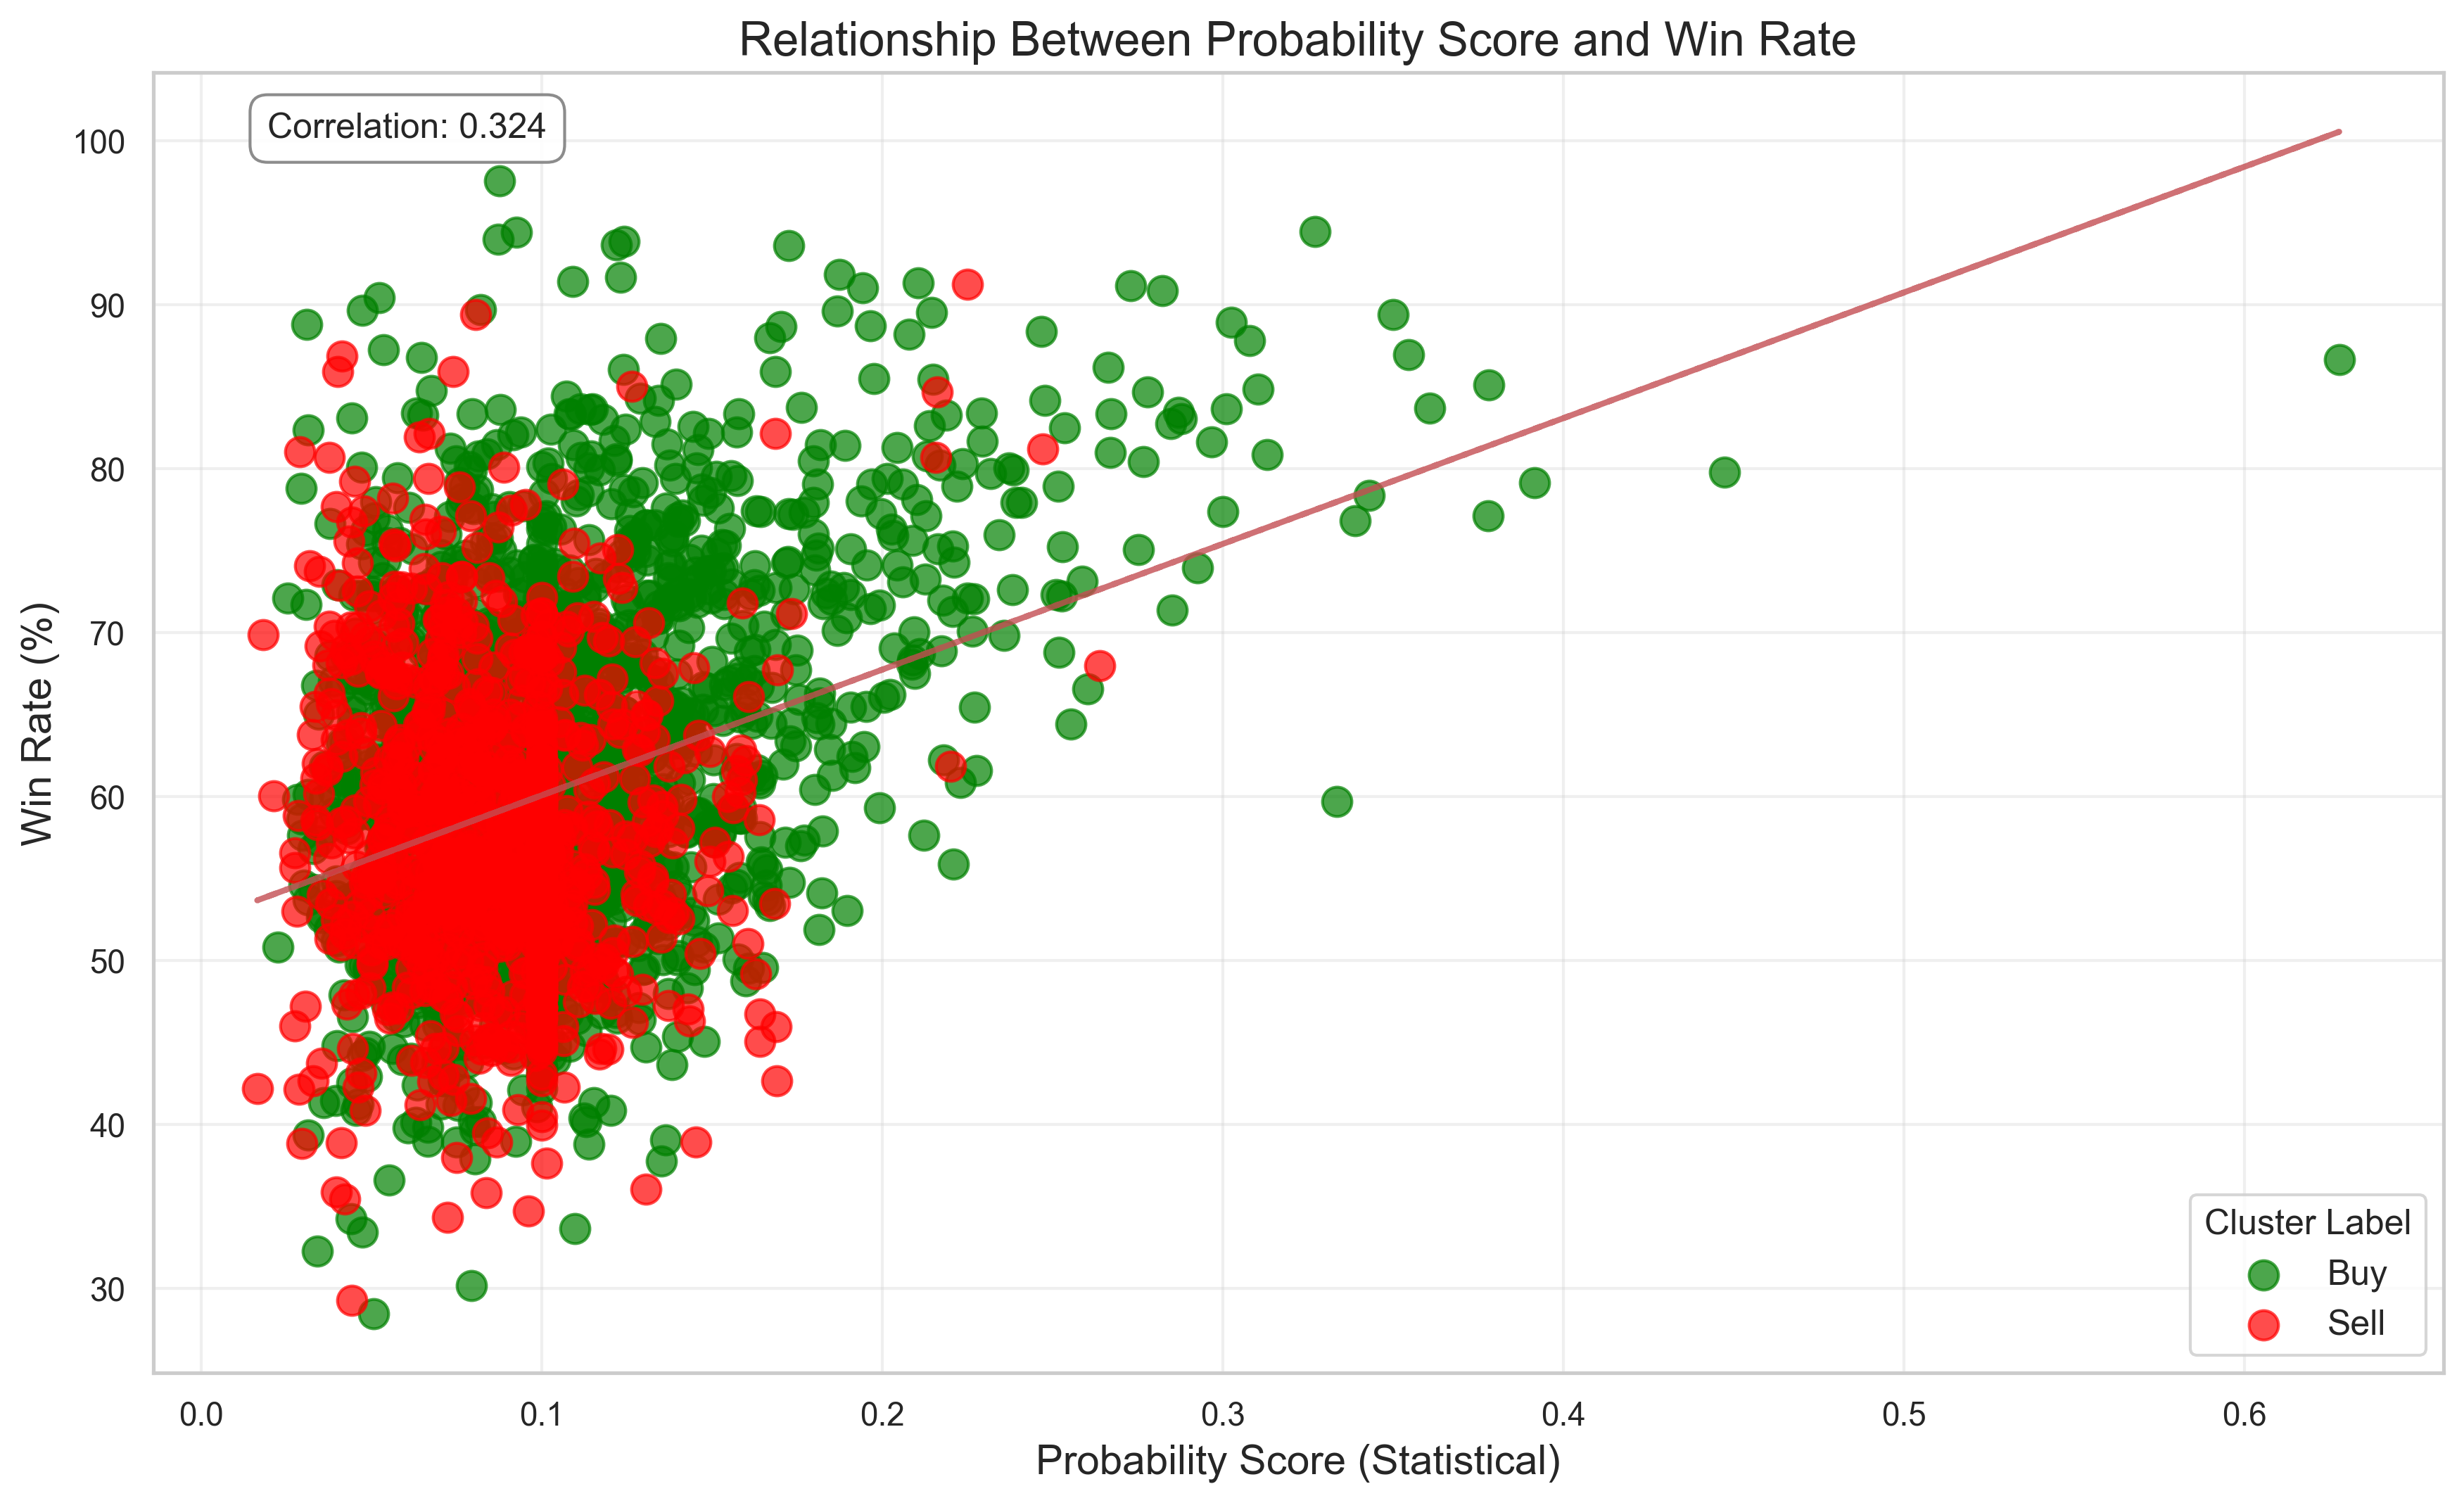 Relationship Between Probability Score and Win Rate
Correlation: 0.324
100
90
80
70
60
50
40
30
Win Rate (%)
0.0 0.1 0.2 0.3 0.4 0.5 0.6
Probability Score (Statistical)
Cluster Label
Buy
Sell